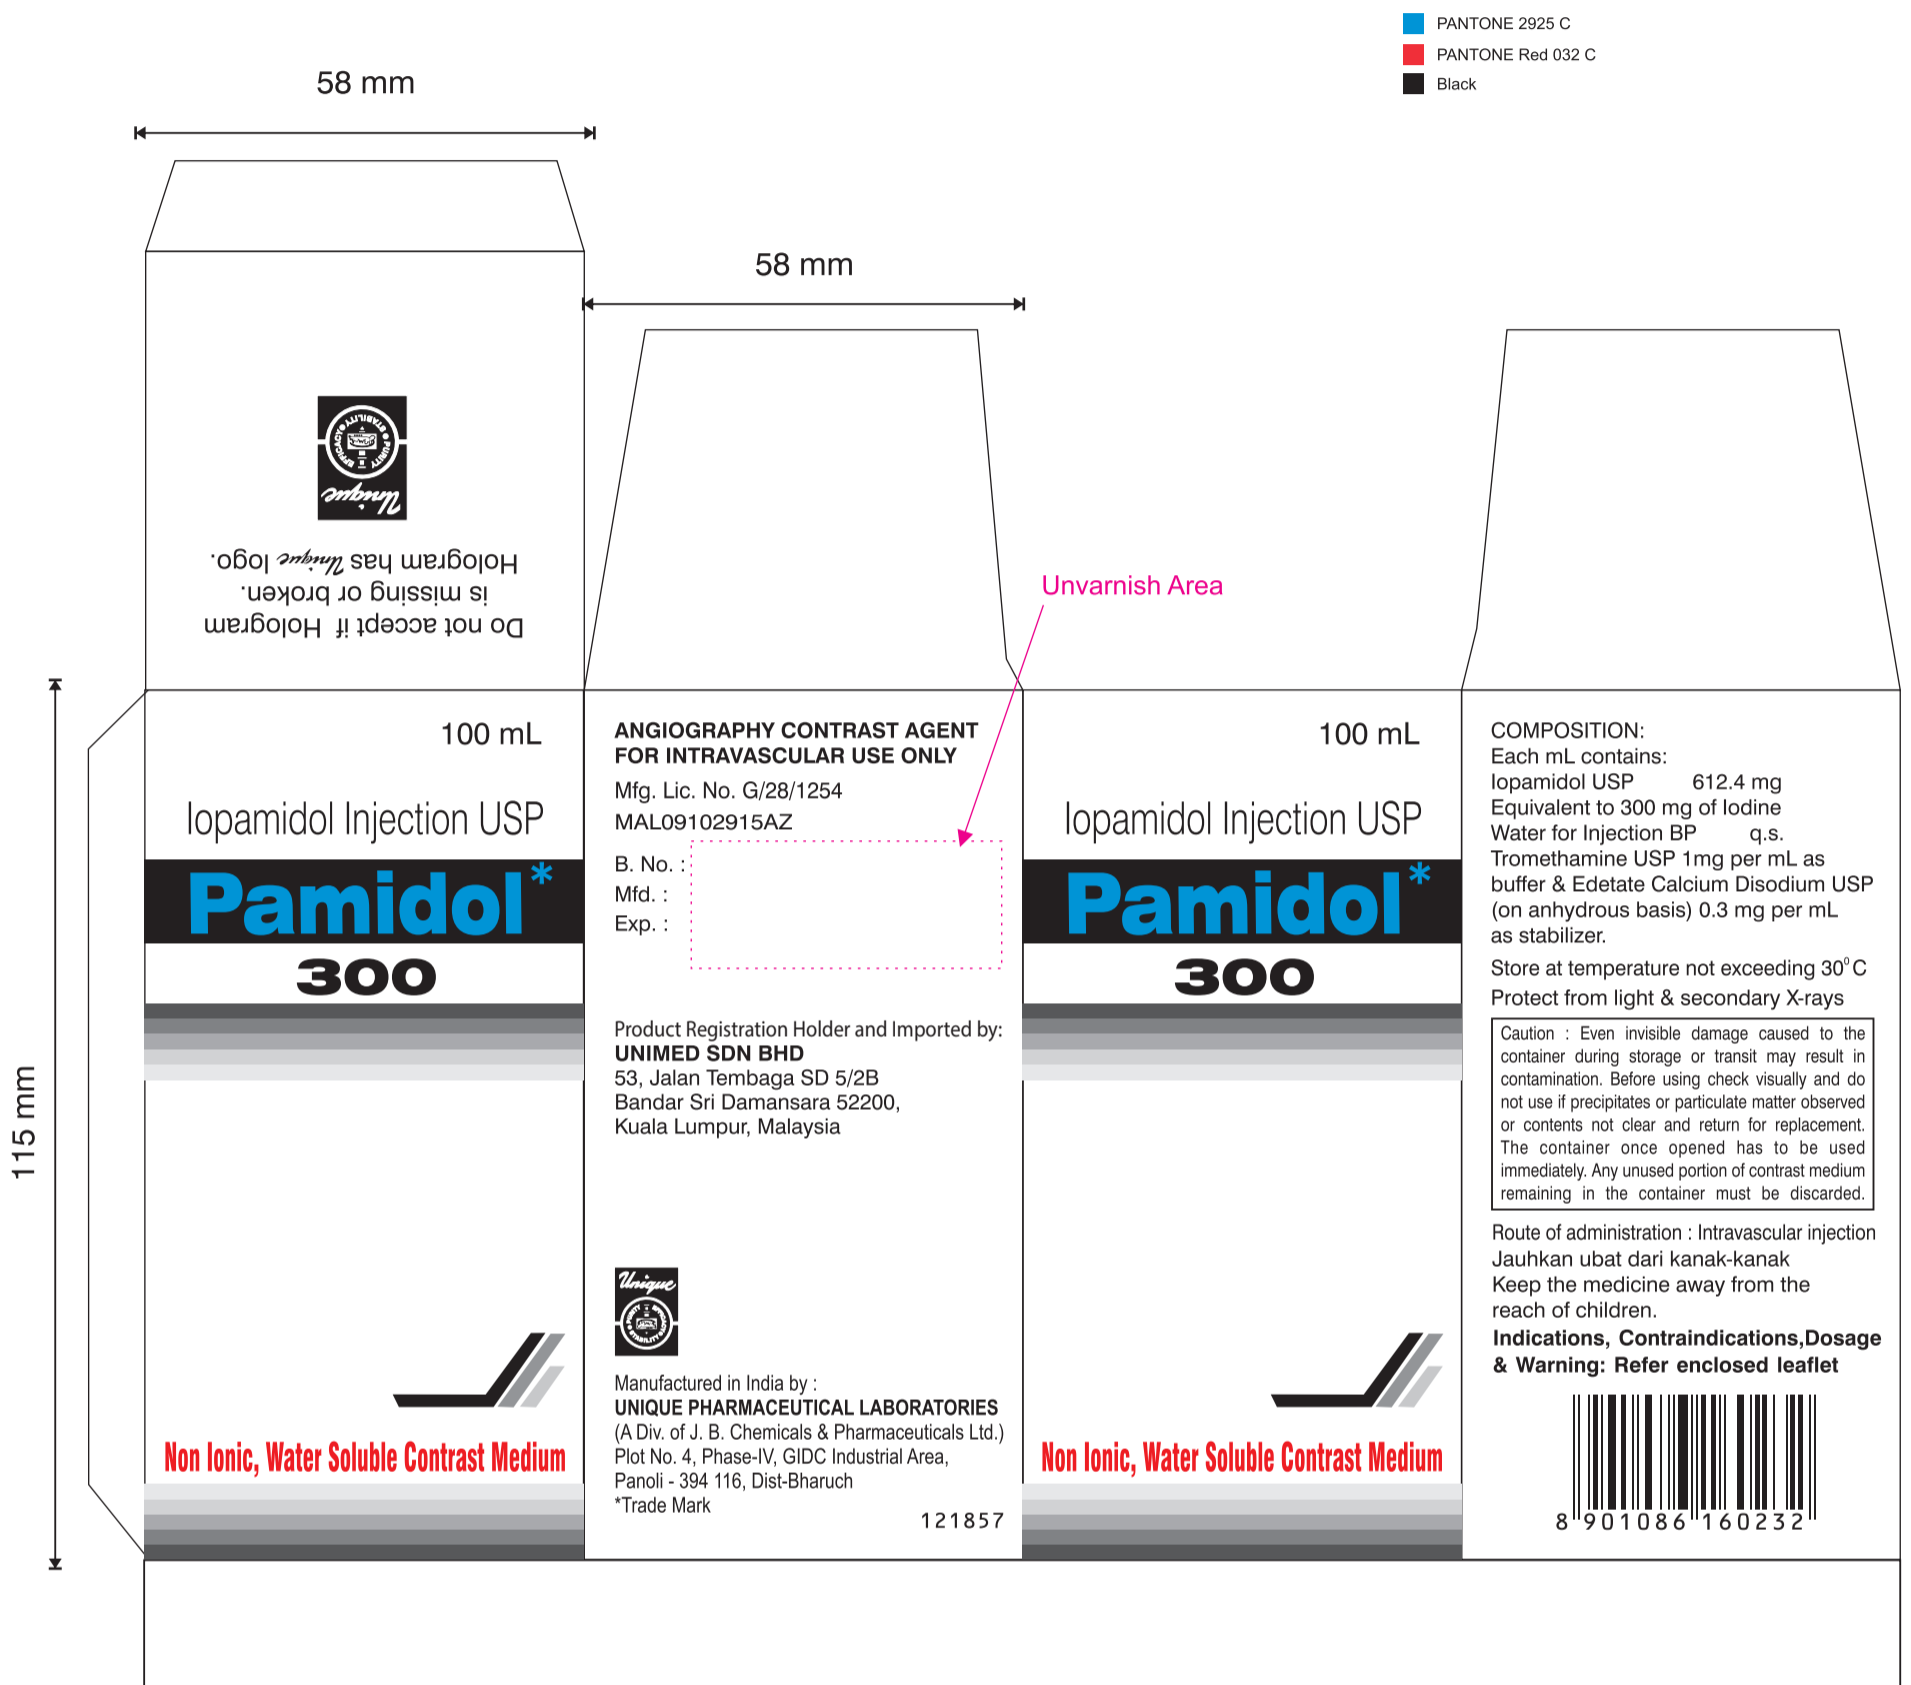 PANTONE 2925 C
PANTONE Red 032 C
Black
58 mm
58 mm
115 mm
Unvarnish Area
Do not accept if Hologram
is missing or broken.
Hologram has Unique logo.
Unique
PURITY EFFICACY STABILITY
100 mL
Iopamidol Injection USP
Pamidol*
300
Non Ionic, Water Soluble Contrast Medium
ANGIOGRAPHY CONTRAST AGENT
FOR INTRAVASCULAR USE ONLY
Mfg. Lic. No. G/28/1254
MAL09102915AZ
B. No. :
Mfd. :
Exp. :
Product Registration Holder and Imported by:
UNIMED SDN BHD
53, Jalan Tembaga SD 5/2B
Bandar Sri Damansara 52200,
Kuala Lumpur, Malaysia
Unique
PURITY EFFICACY STABILITY
Manufactured in India by :
UNIQUE PHARMACEUTICAL LABORATORIES
(A Div. of J. B. Chemicals & Pharmaceuticals Ltd.)
Plot No. 4, Phase-IV, GIDC Industrial Area,
Panoli - 394 116, Dist-Bharuch
*Trade Mark
121857
100 mL
Iopamidol Injection USP
Pamidol*
300
Non Ionic, Water Soluble Contrast Medium
COMPOSITION:
Each mL contains:
Iopamidol USP 612.4 mg
Equivalent to 300 mg of Iodine
Water for Injection BP q.s.
Tromethamine USP 1mg per mL as
buffer & Edetate Calcium Disodium USP
(on anhydrous basis) 0.3 mg per mL
as stabilizer.
Store at temperature not exceeding 30⁰ C
Protect from light & secondary X-rays
Caution : Even invisible damage caused to the
container during storage or transit may result in
contamination. Before using check visually and do
not use if precipitates or particulate matter observed
or contents not clear and return for replacement.
The container once opened has to be used
immediately. Any unused portion of contrast medium
remaining in the container must be discarded.
Route of administration : Intravascular injection
Jauhkan ubat dari kanak-kanak
Keep the medicine away from the
reach of children.
Indications, Contraindications,Dosage
& Warning: Refer enclosed leaflet
8 901086 160232